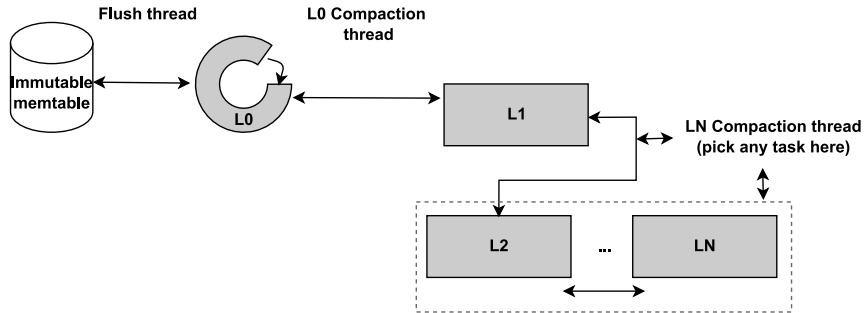 Flush thread
L0 Compaction
thread
Immutable
memtable
L0
L1
LN Compaction thread
(pick any task here)
L2
...
LN